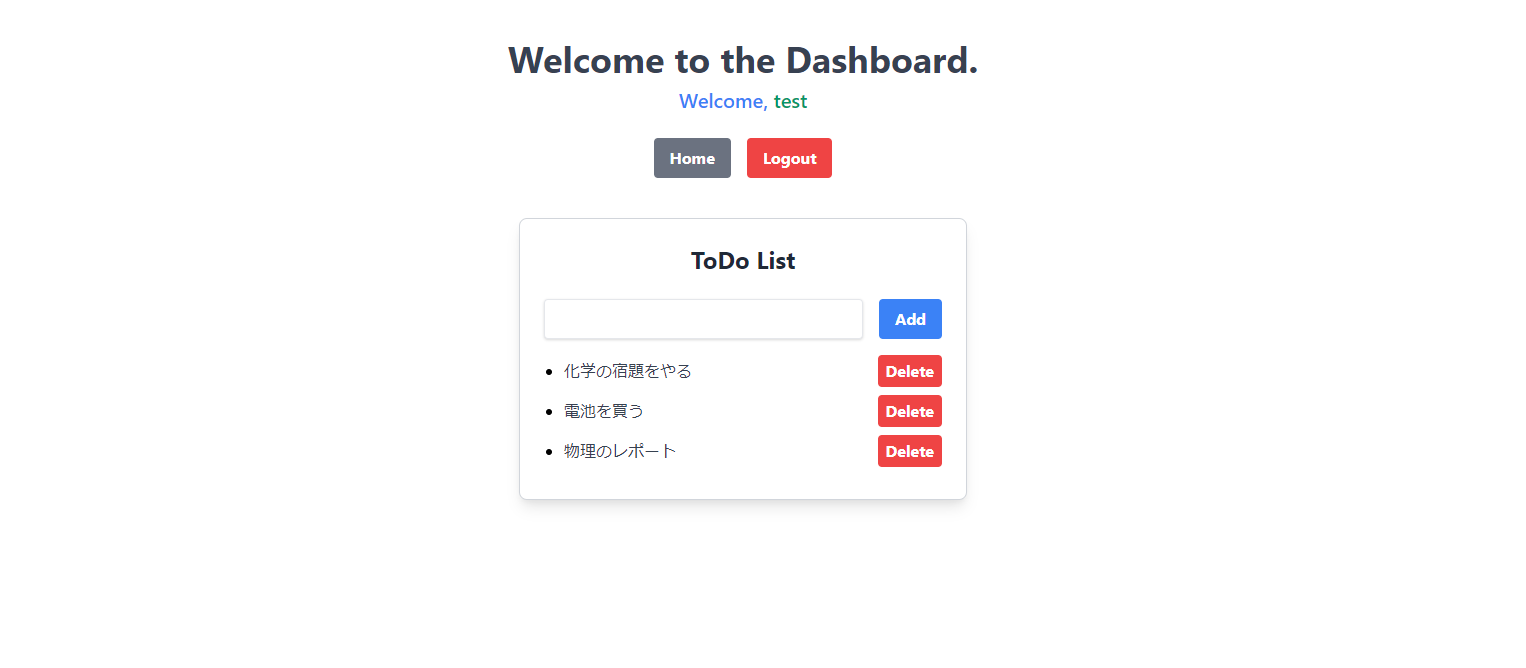 Welcome to the Dashboard.
Welcome, test
Home Logout
ToDo List
Add
化学の宿題をやる Delete
電池を買う Delete
物理のレポート Delete